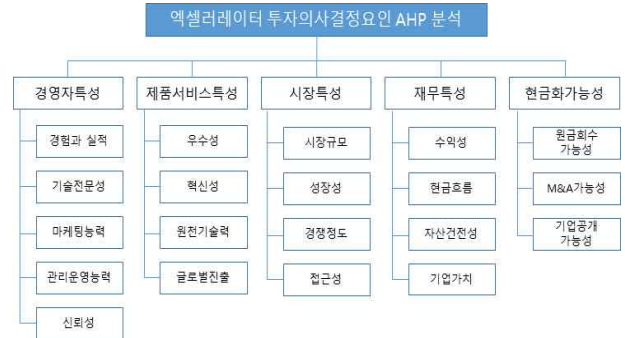 엑셀러레이터 투자의사결정요인 AHP 분석
경영자특성
경험과 실적
기술전문성
마케팅능력
관리운영능력
신뢰성
제품서비스특성
우수성
혁신성
원천기술력
글로벌진출
시장특성
시장규모
성장성
경쟁정도
접근성
재무특성
수익성
현금흐름
자산건전성
기업가치
현금화가능성
원금회수
가능성
M&A가능성
기업공개
가능성